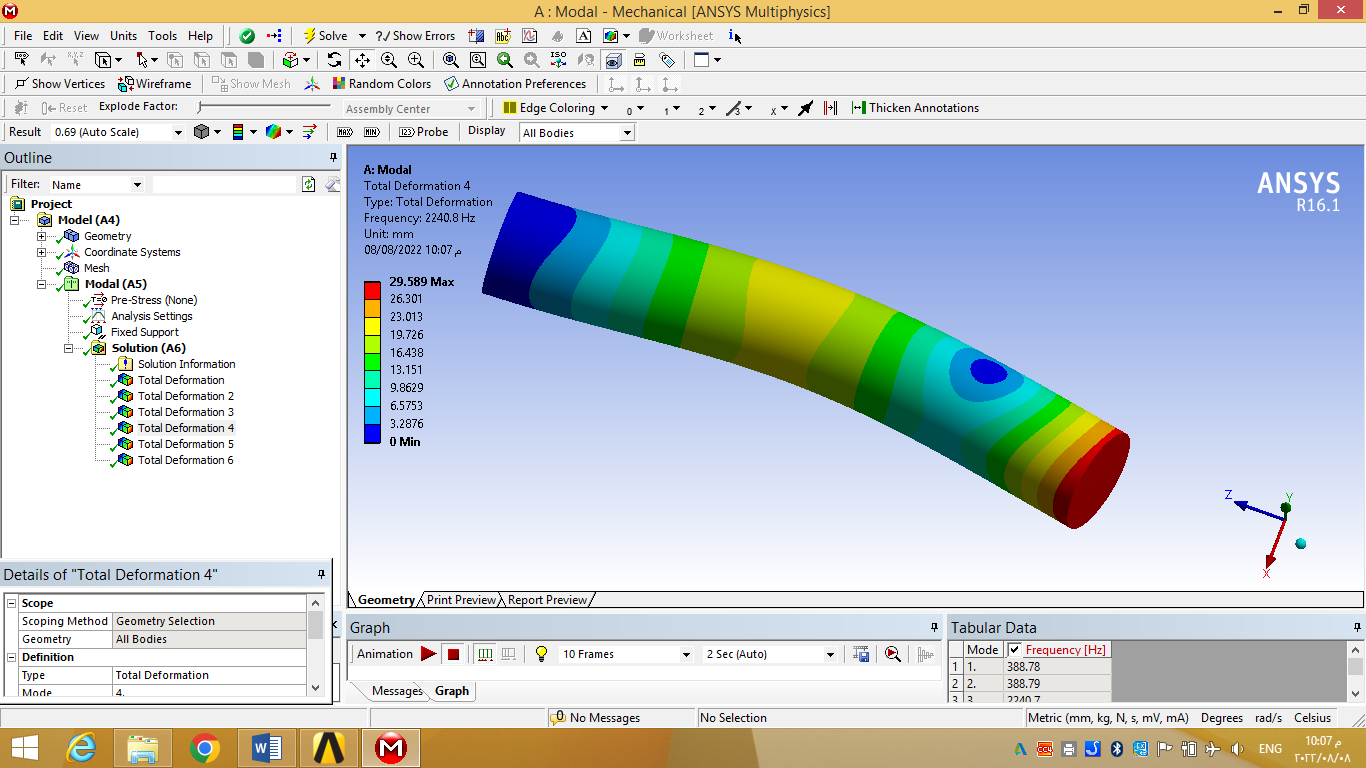 A : Modal - Mechanical [ANSYS Multiphysics]
File Edit View Units Tools Help Solve ?/ Show Errors Worksheet
Show Vertices Wireframe Show Mesh Random Colors Annotation Preferences
Reset Explode Factor: Assembly Center Edge Coloring Thicken Annotations
Result 0.69 (Auto Scale) MAX MIN Probe Display All Bodies
Outline
Filter: Name
Project
Model (A4)
Geometry
Coordinate Systems
Mesh
Modal (A5)
Pre-Stress (None)
Analysis Settings
Fixed Support
Solution (A6)
Solution Information
Total Deformation
Total Deformation 2
Total Deformation 3
Total Deformation 4
Total Deformation 5
Total Deformation 6
Details of "Total Deformation 4"
Scope
Scoping Method Geometry Selection
Geometry All Bodies
Definition
Type Total Deformation
Mode 4.
A: Modal
Total Deformation 4
Type: Total Deformation
Frequency: 2240.8 Hz
Unit: mm
08/08/2022 10:07 م
29.589 Max
26.301
23.013
19.726
16.438
13.151
9.8629
6.5753
3.2876
0 Min
ANSYS
R16.1
Z
Y
X
Geometry Print Preview Report Preview
Graph
Animation 10 Frames 2 Sec (Auto)
Messages Graph
Tabular Data
Mode Frequency [Hz]
1 1. 388.78
2 2. 388.79
3 3. 2240.7
No Messages No Selection Metric (mm, kg, N, s, mV, mA) Degrees rad/s Celsius
ENG
10:07 م
٢٠٢٢/٠٨/٠٨